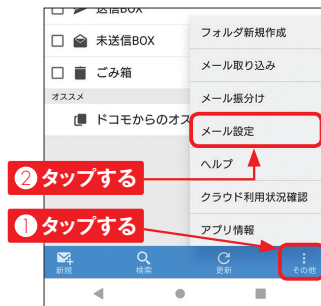 送信BOX
未送信BOX
ごみ箱
オススメ
ドコモからのオス
フォルダ新規作成
メール取り込み
メール振分け
メール設定
ヘルプ
クラウド利用状況確認
アプリ情報
❷タップする
❶タップする
新規
検索
更新
その他